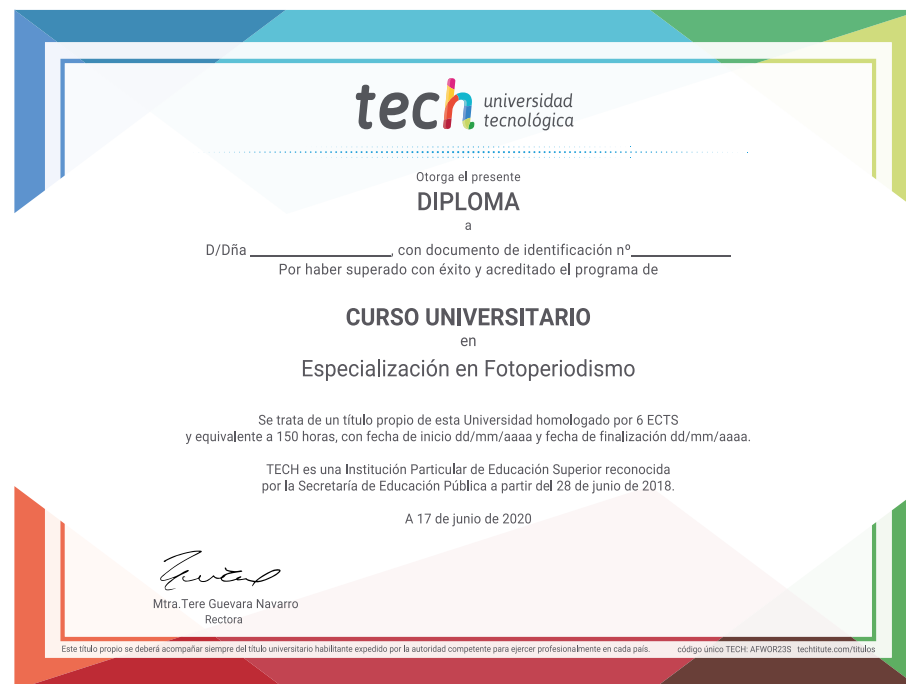 tech universidad
tecnológica
Otorga el presente
DIPLOMA
a
D/Dña ____________________, con documento de identificación nº______________
Por haber superado con éxito y acreditado el programa de
CURSO UNIVERSITARIO
en
Especialización en Fotoperiodismo
Se trata de un título propio de esta Universidad homologado por 6 ECTS
y equivalente a 150 horas, con fecha de inicio dd/mm/aaaa y fecha de finalización dd/mm/aaaa.
TECH es una Institución Particular de Educación Superior reconocida
por la Secretaría de Educación Pública a partir del 28 de junio de 2018.
A 17 de junio de 2020
Mtra.Tere Guevara Navarro
Rectora
Este título propio se deberá acompañar siempre del título universitario habilitante expedido por la autoridad competente para ejercer profesionalmente en cada país. código único TECH: AFWOR23S techtitute.com/titulos